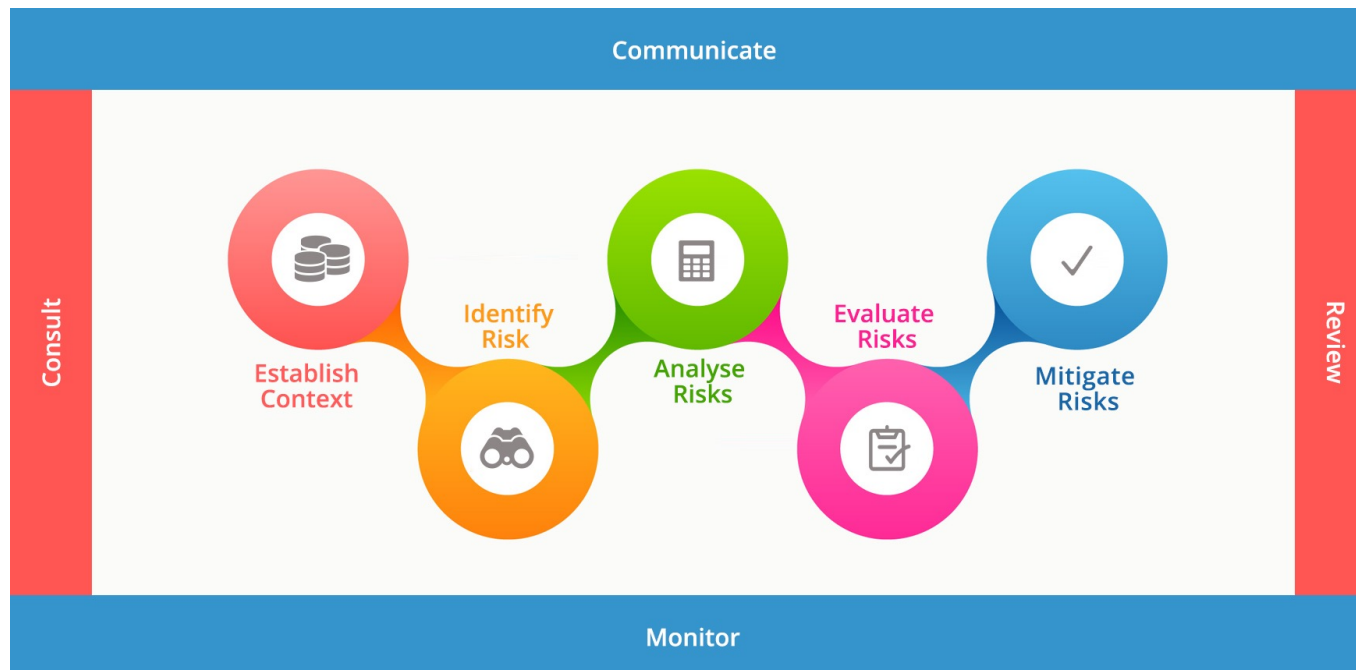 Communicate
Consult
Establish
Context
Identify
Risk
Analyse
Risks
Evaluate
Risks
Mitigate
Risks
Review
Monitor